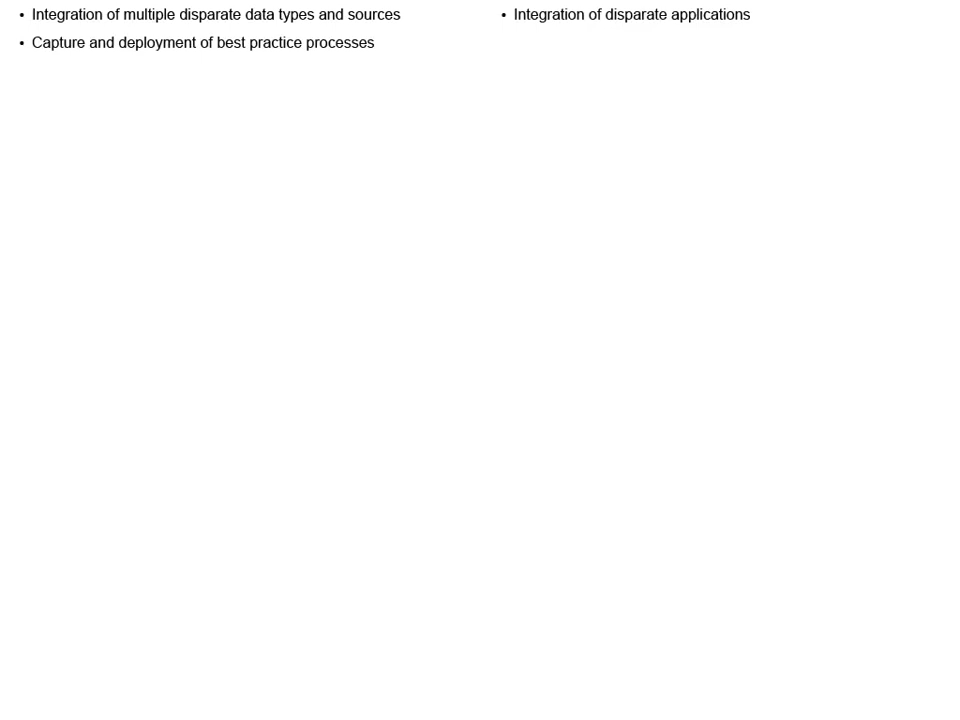 • Integration of multiple disparate data types and sources
• Capture and deployment of best practice processes
• Integration of disparate applications